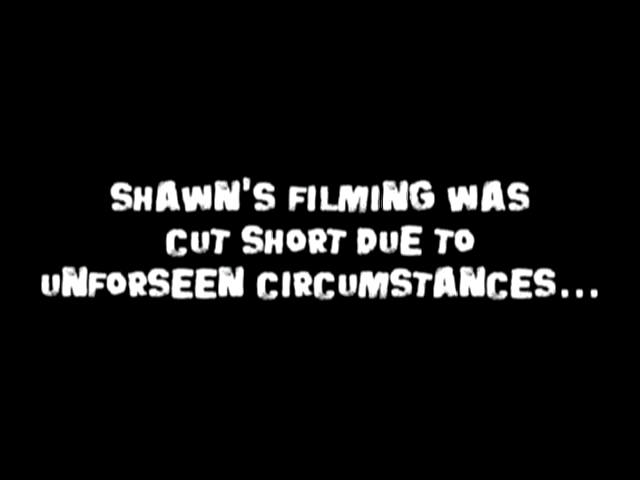 SHAWN'S FILMING WAS
CUT SHORT DUE TO
UNFORSEEN CIRCUMSTANCES...